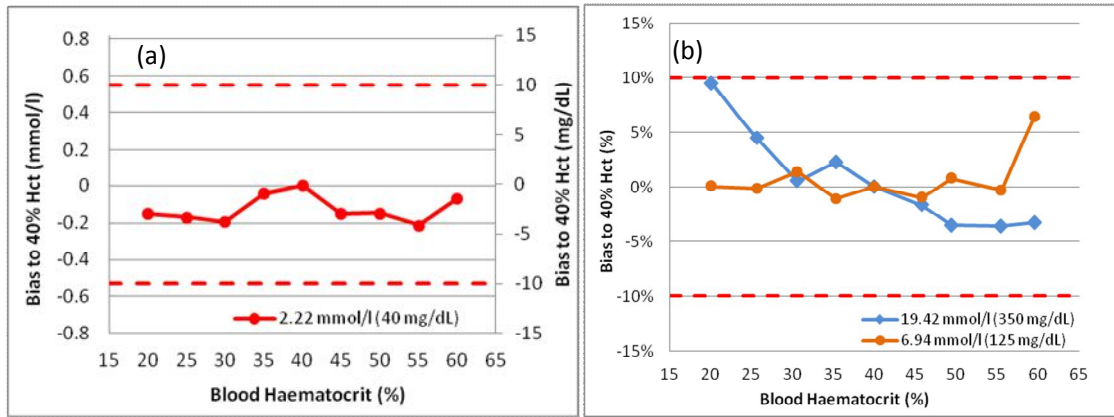 (a)
Bias to 40% Hct (mmol/l)
0.8
0.6
0.4
0.2
0
-0.2
-0.4
-0.6
-0.8
15
10
5
0
-5
-10
-15
Bias to 40% Hct (mg/dL)
2.22 mmol/l (40 mg/dL)
15 20 25 30 35 40 45 50 55 60 65
Blood Haematocrit (%)
(b)
Bias to 40% Hct (%)
15%
10%
5%
0%
-5%
-10%
-15%
19.42 mmol/l (350 mg/dL)
6.94 mmol/l (125 mg/dL)
15 20 25 30 35 40 45 50 55 60 65
Blood Haematocrit (%)